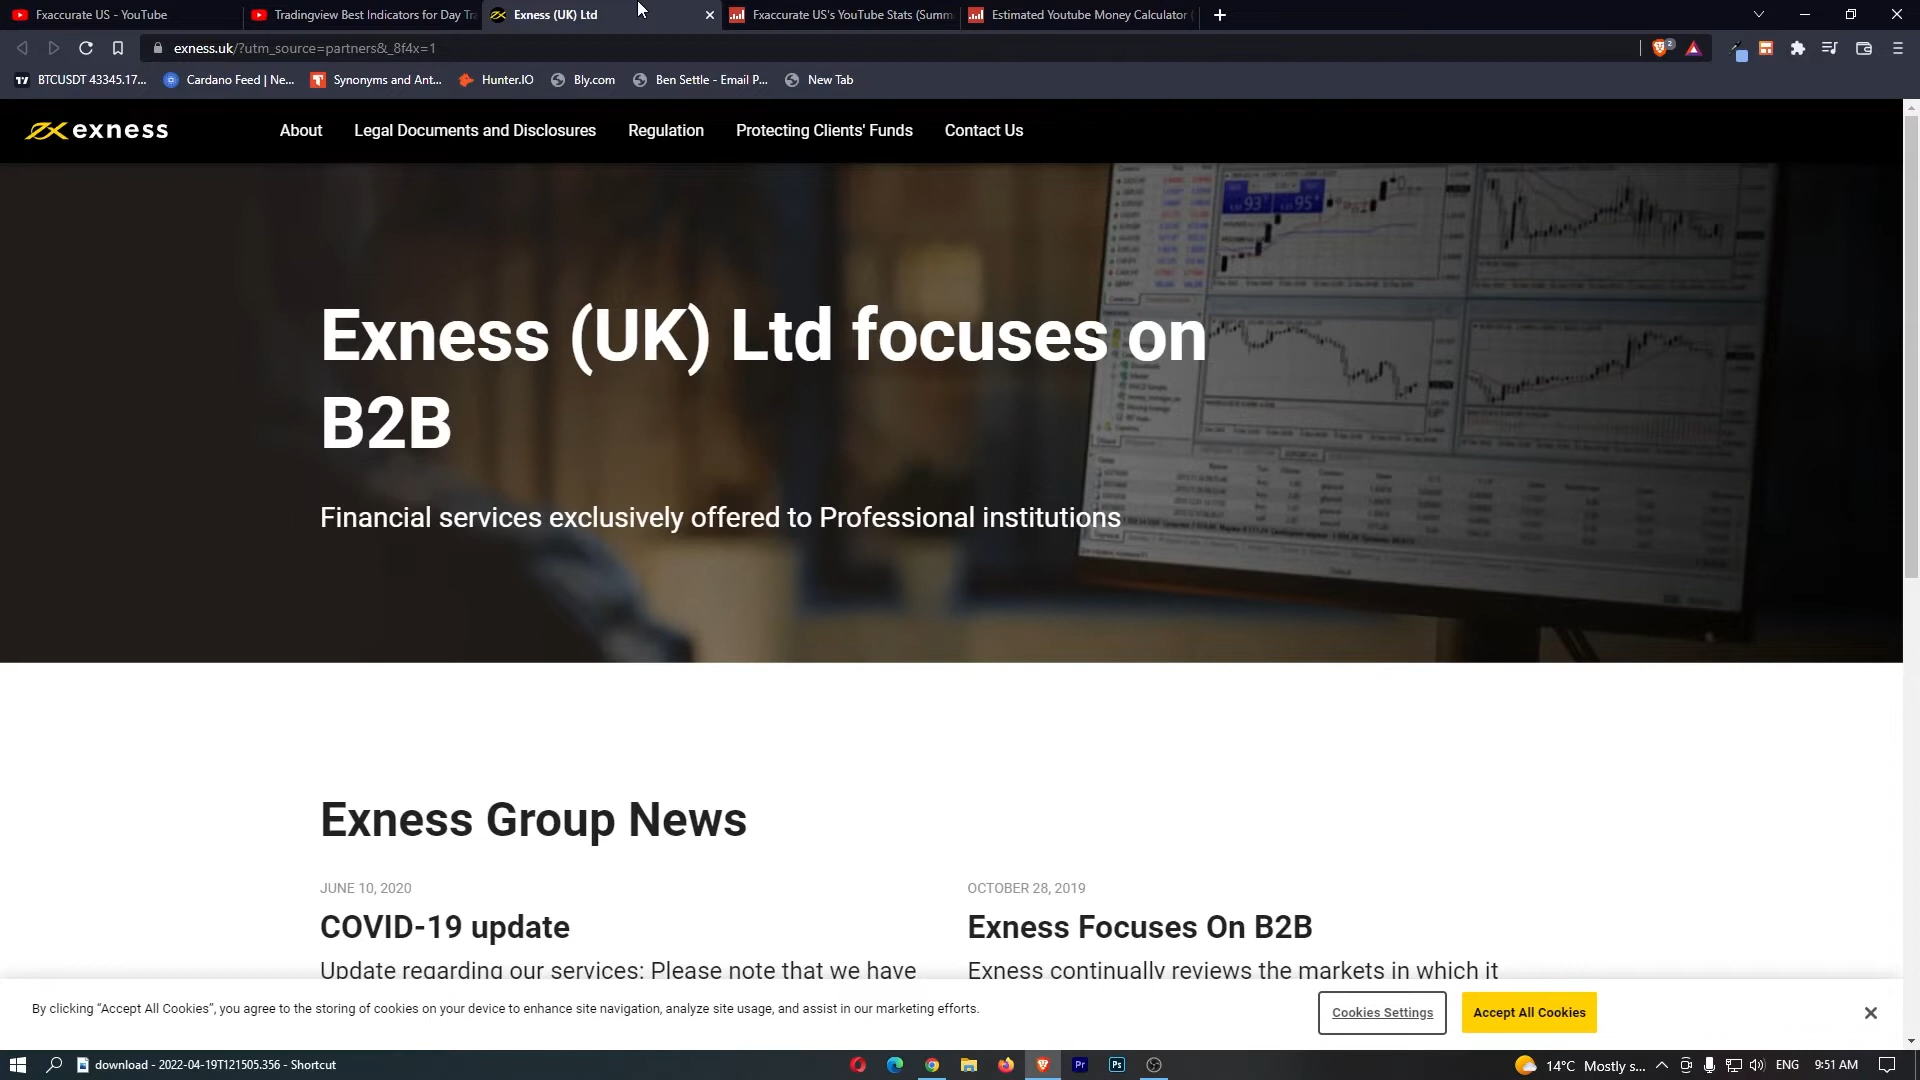 Fxaccurate US - YouTube
Tradingview Best Indicators for Day Tr
Exness (UK) Ltd
Fxaccurate US's YouTube Stats (Summ
Estimated Youtube Money Calculator (
exness.uk/?utm_source=partners&_8f4x=1
2
BTCUSDT 43345.17...
Cardano Feed | Ne...
Synonyms and Ant...
Hunter.IO
Bly.com
Ben Settle - Email P...
New Tab
exness
About
Legal Documents and Disclosures
Regulation
Protecting Clients' Funds
Contact Us
Exness (UK) Ltd focuses on
B2B
Financial services exclusively offered to Professional institutions
Exness Group News
JUNE 10, 2020
COVID-19 update
Update regarding our services: Please note that we have
OCTOBER 28, 2019
Exness Focuses On B2B
Exness continually reviews the markets in which it
By clicking “Accept All Cookies”, you agree to the storing of cookies on your device to enhance site navigation, analyze site usage, and assist in our marketing efforts.
Cookies Settings
Accept All Cookies
download - 2022-04-19T121505.356 - Shortcut
Pr
Ps
14°C Mostly s...
ENG
9:51 AM